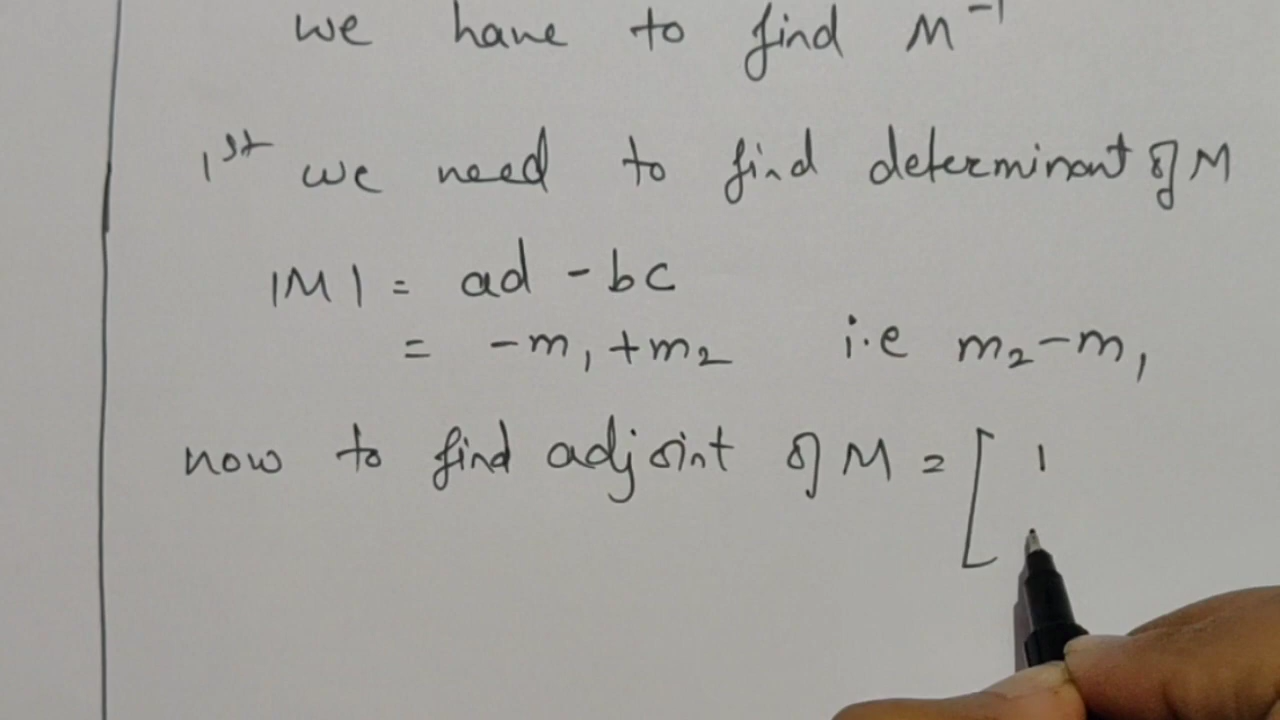 we have to find M⁻¹
1st we need to find determinant of M
|M| = ad - bc
= -m₁ + m₂ i.e m₂ - m₁
now to find adjoint of M = [ 1